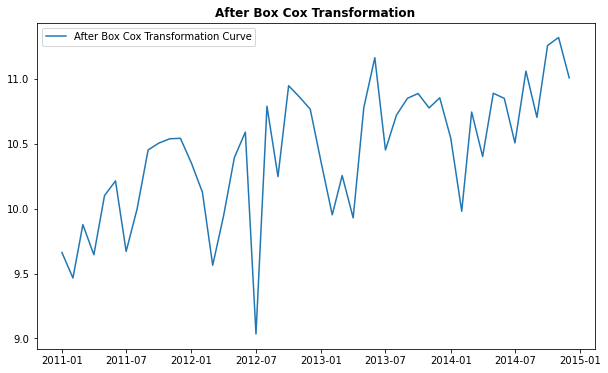 After Box Cox Transformation
After Box Cox Transformation Curve
11.0
10.5
10.0
9.5
9.0
2011-01 2011-07 2012-01 2012-07 2013-01 2013-07 2014-01 2014-07 2015-01